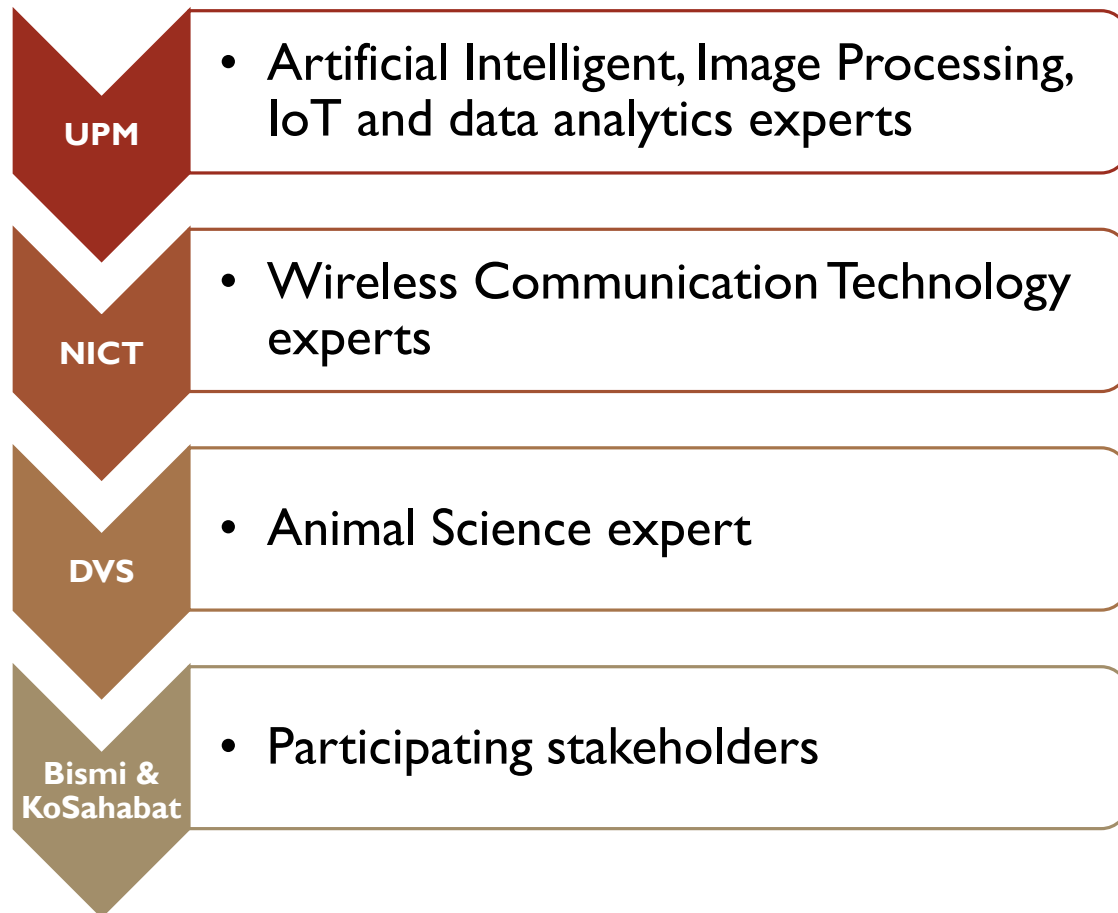 UPM
• Artificial Intelligent, Image Processing,
IoT and data analytics experts
NICT
• Wireless Communication Technology
experts
DVS
• Animal Science expert
Bismi &
KoSahabat
• Participating stakeholders